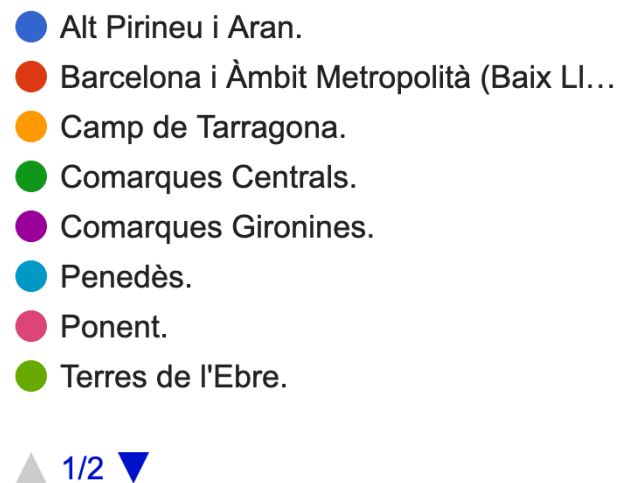 Alt Pirineu i Aran.
Barcelona i Àmbit Metropolità (Baix Ll…
Camp de Tarragona.
Comarques Centrals.
Comarques Gironines.
Penedès.
Ponent.
Terres de l'Ebre.
1/2